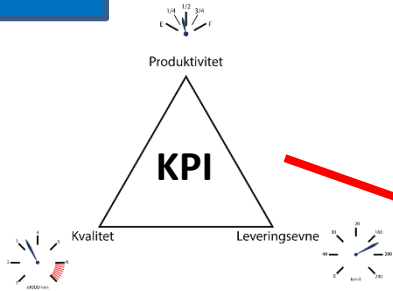 1/2
1/4 3/4
E F
Produktivitet
KPI
Kvalitet Leveringsevne